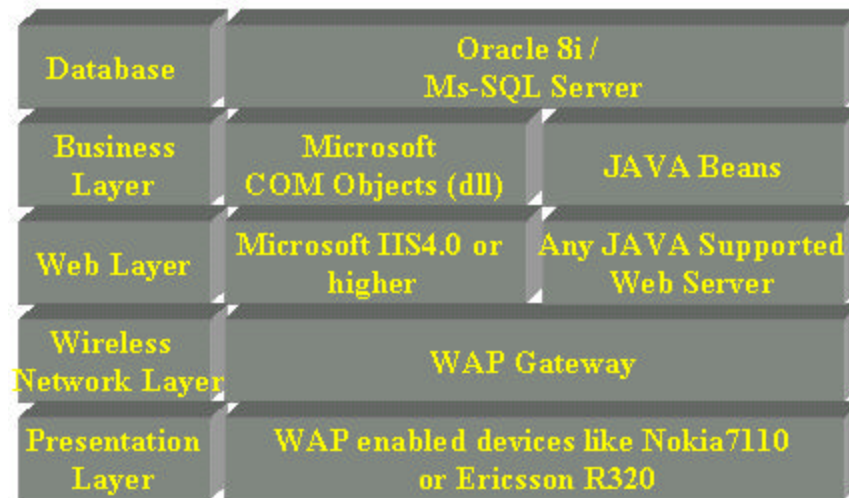 Database
Oracle 8i /
Ms-SQL Server
Business
Layer
Microsoft
COM Objects (dll)
JAVA Beans
Web Layer
Microsoft IIS4.0 or
higher
Any JAVA Supported
Web Server
Wireless
Network Layer
WAP Gateway
Presentation
Layer
WAP enabled devices like Nokia7110
or Ericsson R320